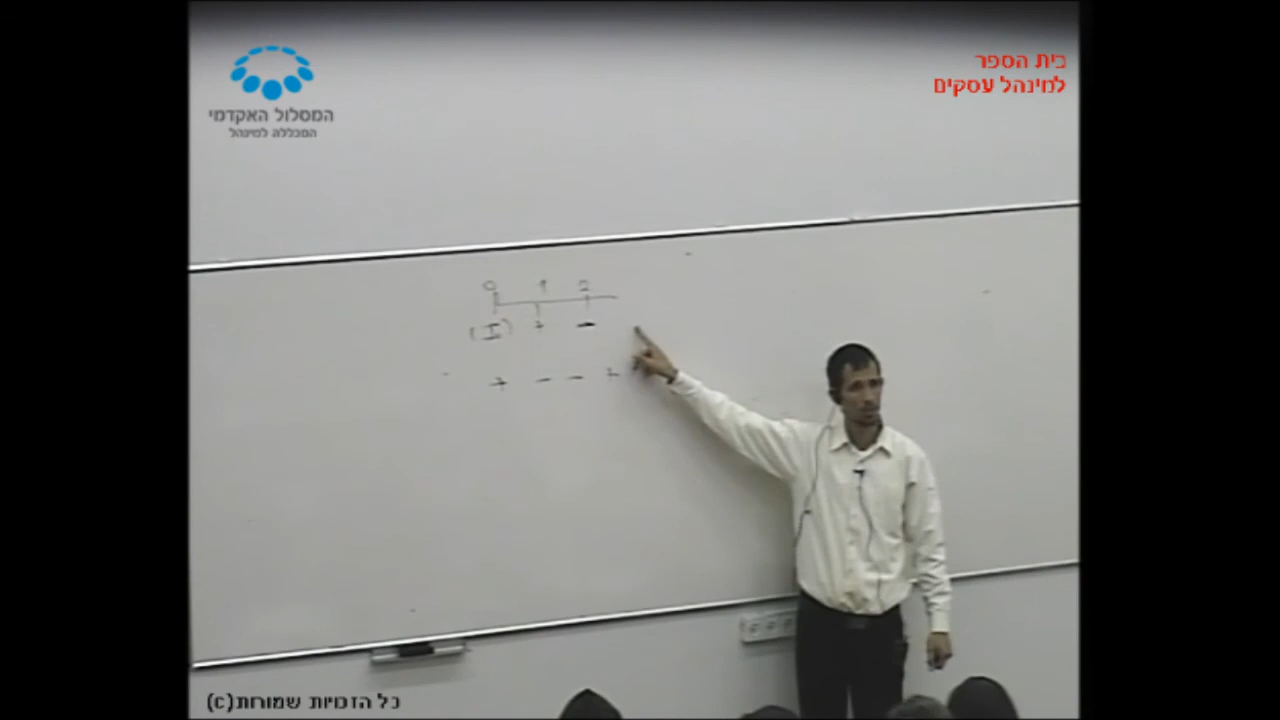 המסלול האקדמי
המכללה למינהל
בית הספר
למינהל עסקים
0 1 2
(I) + -
+ - - +
כל הזכויות שמורות(c)